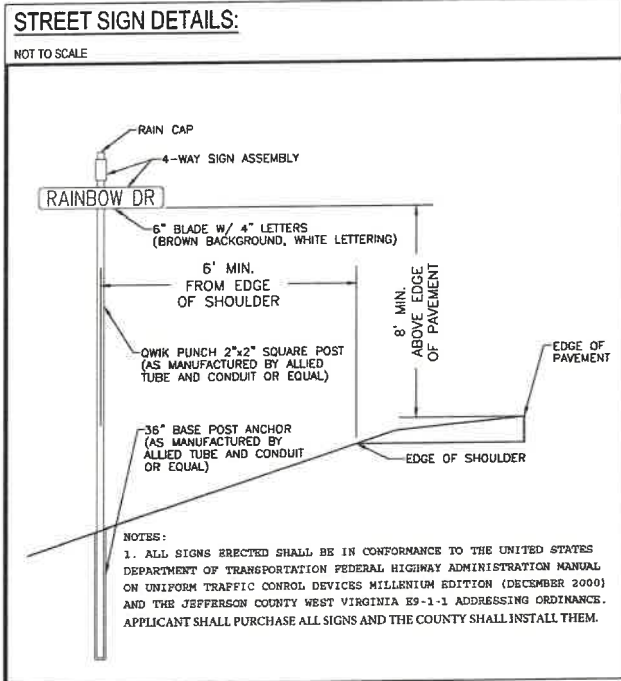 STREET SIGN DETAILS:
NOT TO SCALE
RAIN CAP
4-WAY SIGN ASSEMBLY
RAINBOW DR
6" BLADE W/ 4" LETTERS
(BROWN BACKGROUND, WHITE LETTERING)
6' MIN.
FROM EDGE
OF SHOULDER
8' MIN.
ABOVE EDGE
OF PAVEMENT
QWIK PUNCH 2"x2" SQUARE POST
(AS MANUFACTURED BY ALLIED
TUBE AND CONDUIT OR EQUAL)
EDGE OF
PAVEMENT
36" BASE POST ANCHOR
(AS MANUFACTURED BY
ALLIED TUBE AND CONDUIT
OR EQUAL)
EDGE OF SHOULDER
NOTES:
1. ALL SIGNS ERECTED SHALL BE IN CONFORMANCE TO THE UNITED STATES
DEPARTMENT OF TRANSPORTATION FEDERAL HIGHWAY ADMINISTRATION MANUAL
ON UNIFORM TRAFFIC CONROL DEVICES MILLENIUM EDITION (DECEMBER 2000)
AND THE JEFFERSON COUNTY WEST VIRGINIA E9-1-1 ADDRESSING ORDINANCE.
APPLICANT SHALL PURCHASE ALL SIGNS AND THE COUNTY SHALL INSTALL THEM.